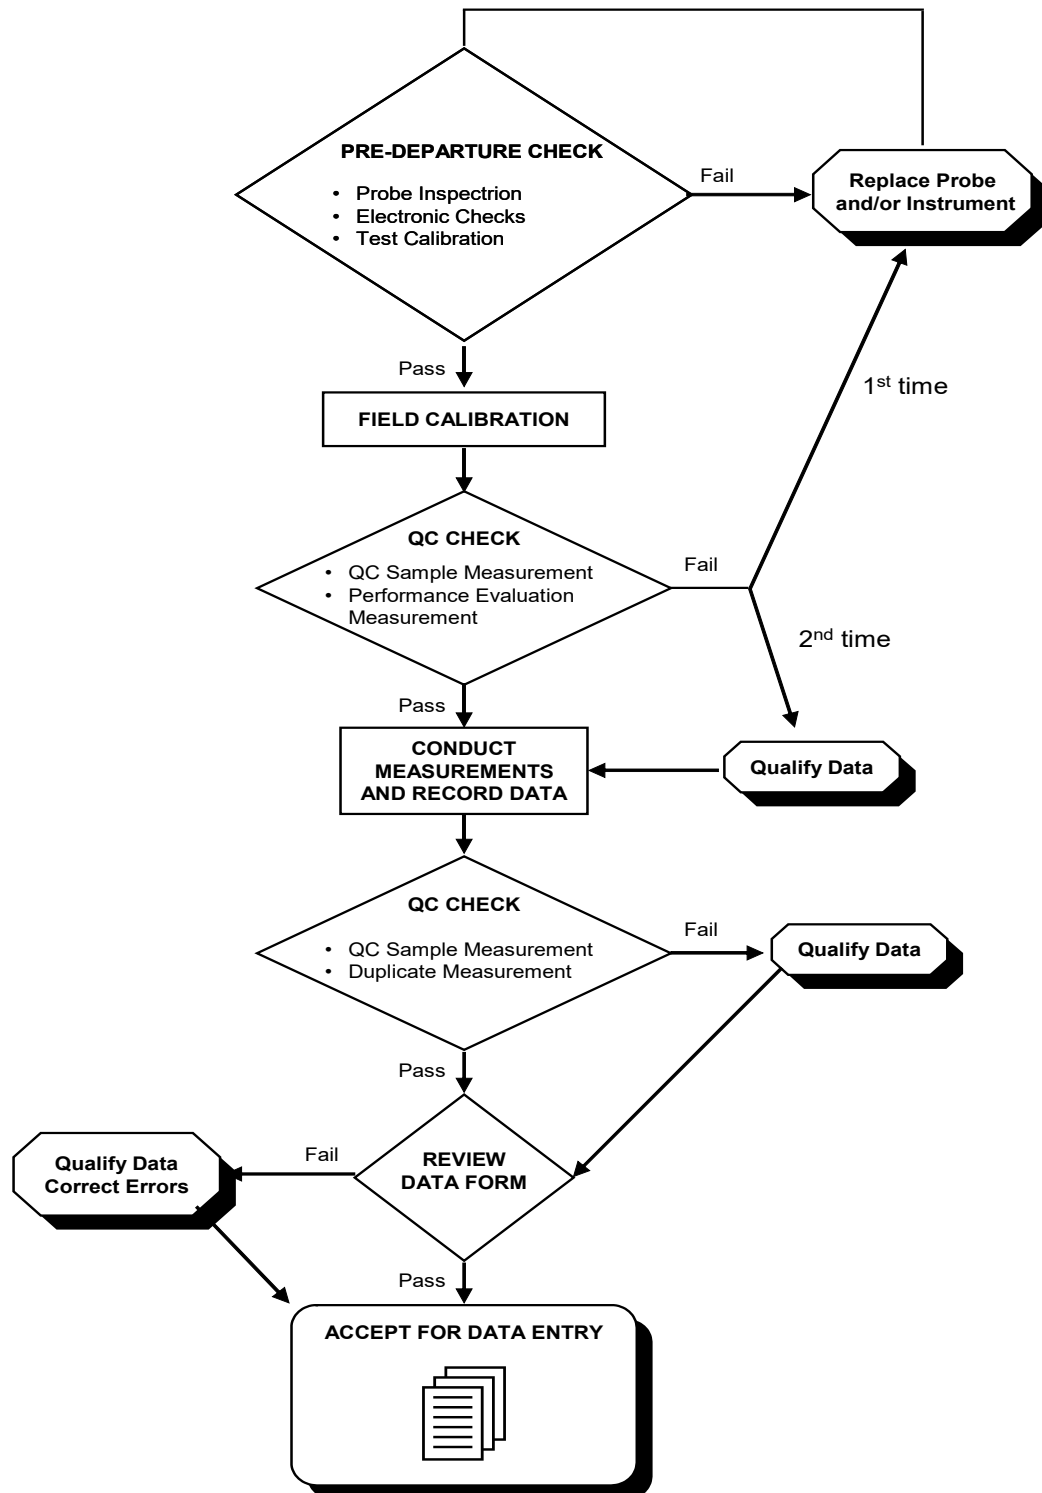 PRE-DEPARTURE CHECK
• Probe Inspectrion
• Electronic Checks
• Test Calibration
Fail
Replace Probe
and/or Instrument
Pass
1st time
FIELD CALIBRATION
QC CHECK
• QC Sample Measurement
• Performance Evaluation
Measurement
Fail
2nd time
Pass
CONDUCT
MEASUREMENTS
AND RECORD DATA
Qualify Data
QC CHECK
• QC Sample Measurement
• Duplicate Measurement
Fail
Qualify Data
Pass
REVIEW
DATA FORM
Fail
Qualify Data
Correct Errors
Pass
ACCEPT FOR DATA ENTRY